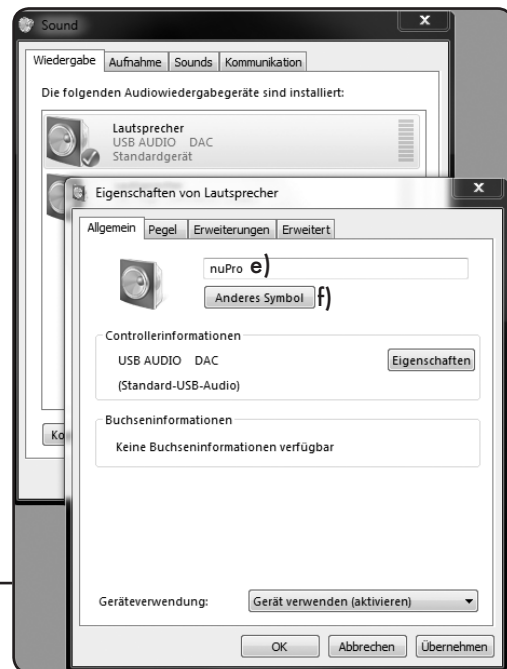 Sound
x
Wiedergabe Aufnahme Sounds Kommunikation
Die folgenden Audiowiedergabegeräte sind installiert:
Lautsprecher
USB AUDIO DAC
Standardgerät
Eigenschaften von Lautsprecher
x
Allgemein Pegel Erweiterungen Erweitert
nuPro e)
Anderes Symbol f)
Controllerinformationen
USB AUDIO DAC Eigenschaften
(Standard-USB-Audio)
Buchseninformationen
Ko
Keine Buchseninformationen verfügbar
Geräteverwendung: Gerät verwenden (aktivieren)
OK Abbrechen Übernehmen